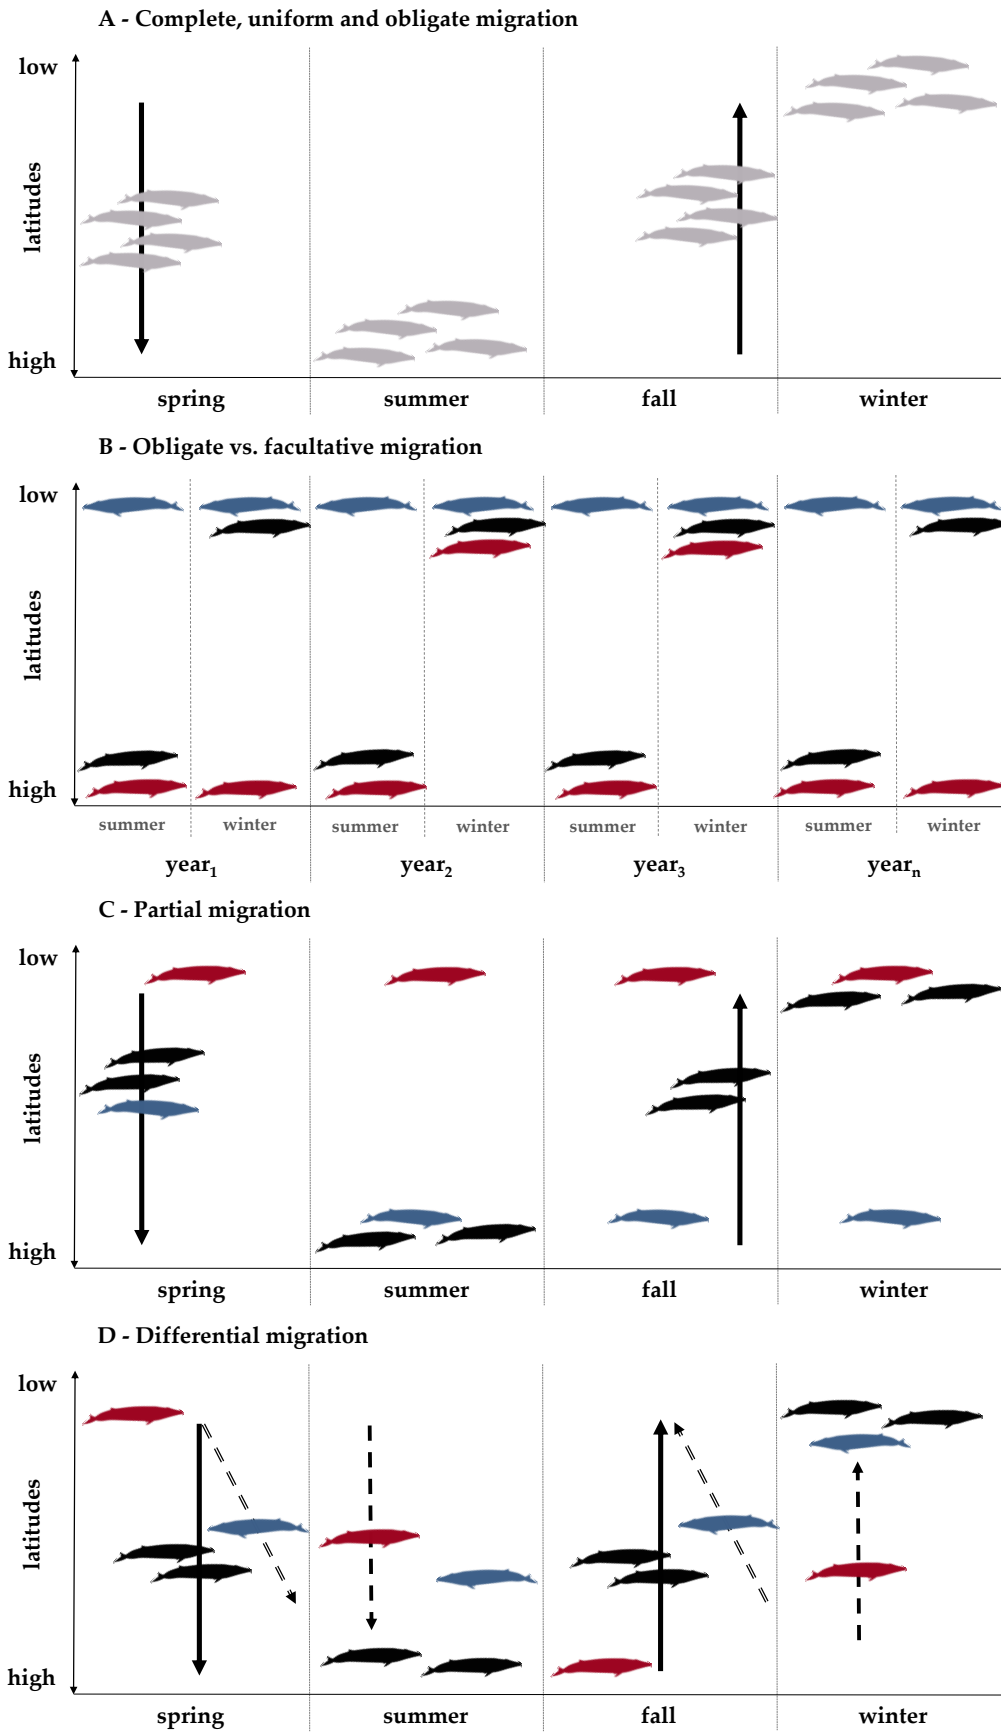 A - Complete, uniform and obligate migration
low
latitudes
high
spring summer fall winter
B - Obligate vs. facultative migration
low
latitudes
high
summer winter summer winter summer winter summer winter
year₁ year₂ year₃ yearₙ
C - Partial migration
low
latitudes
high
spring summer fall winter
D - Differential migration
low
latitudes
high
spring summer fall winter